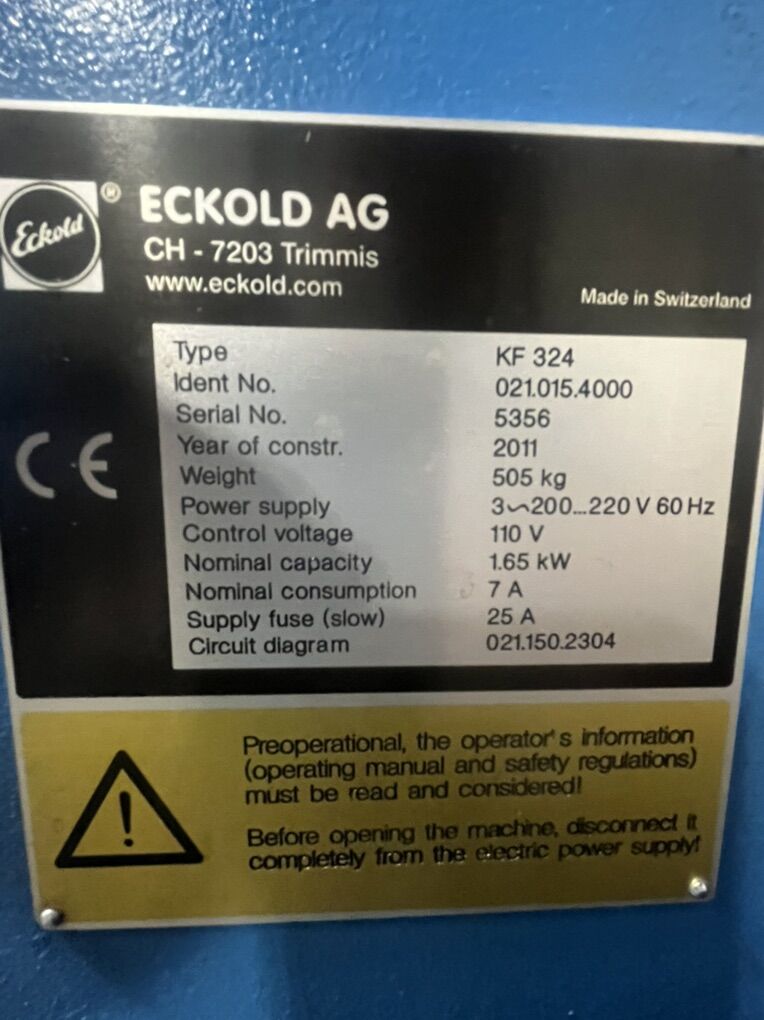 Eckold ® ECKOLD AG
CH - 7203 Trimmis
www.eckold.com
Made in Switzerland
CE
Type KF 324
Ident No. 021.015.4000
Serial No. 5356
Year of constr. 2011
Weight 505 kg
Power supply 3~200...220 V 60 Hz
Control voltage 110 V
Nominal capacity 1.65 kW
Nominal consumption 7 A
Supply fuse (slow) 25 A
Circuit diagram 021.150.2304
Preoperational, the operator's information
(operating manual and safety regulations)
must be read and considered!
Before opening the machine, disconnect it
completely from the electric power supply!